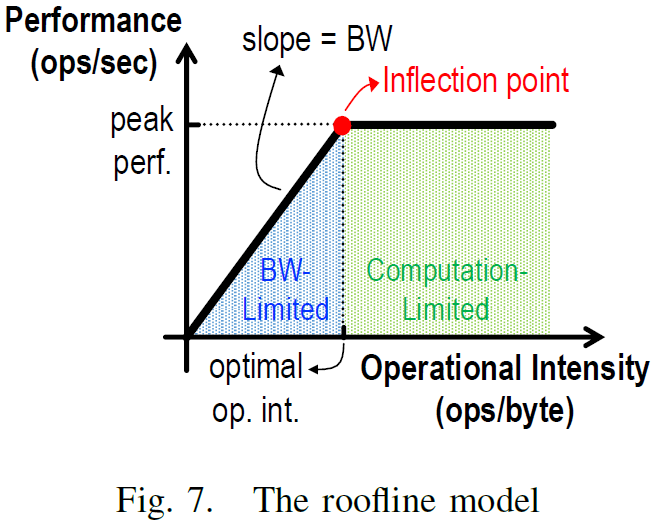 Performance
(ops/sec)
slope = BW
Inflection point
peak
perf.
BW-
Limited
Computation-
Limited
optimal
op. int.
Operational Intensity
(ops/byte)
Fig. 7. The roofline model